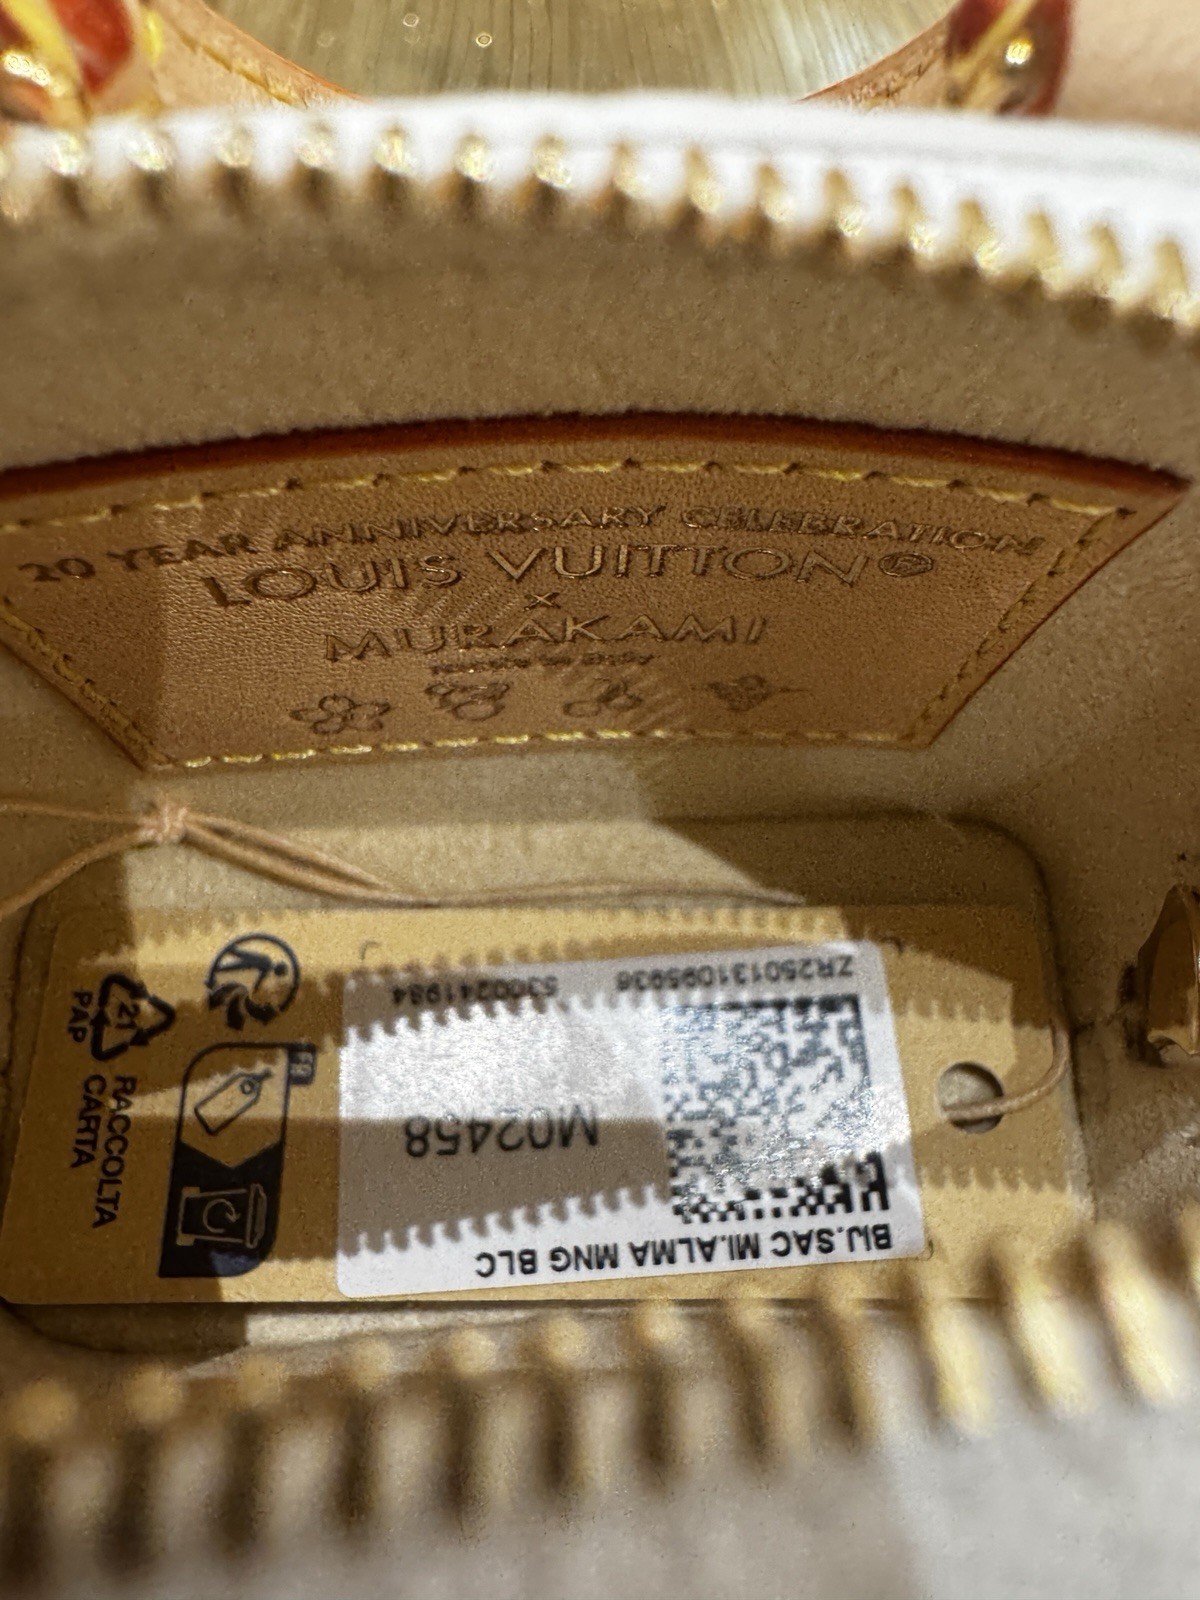 20 YEAR ANNIVERSARY CELEBRATION
LOUIS VUITTON®
x
MURAKAMI
BIJ.SAC MI.ALMA MNG BLC
M02458
ZR250131095936
5300241984
FR
21
PAP
RACCOLTA
CARTA